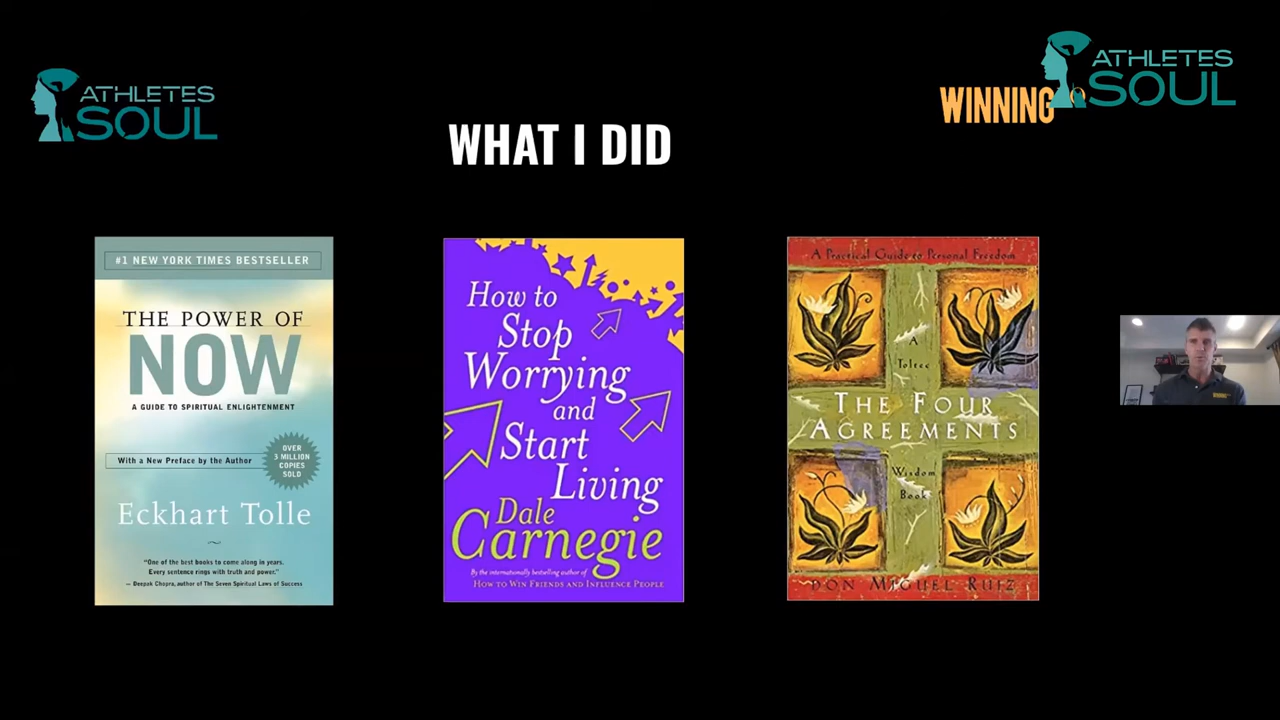 ATHLETES
SOUL
WINNING
ATHLETES
SOUL
WHAT I DID
#1 NEW YORK TIMES BESTSELLER
THE POWER OF
NOW
A GUIDE TO SPIRITUAL ENLIGHTENMENT
With a New Preface by the Author
OVER
3 MILLION
COPIES
SOLD
Eckhart Tolle
"One of the best books to come along in years.
Every sentence rings with truth and power."
— Deepak Chopra, author of The Seven Spiritual Laws of Success
How to
Stop
Worrying
and
Start
Living
Dale
Carnegie
By the internationally bestselling author of
HOW TO WIN FRIENDS AND INFLUENCE PEOPLE
A Practical Guide to Personal Freedom
A
Toltec
THE FOUR
AGREEMENTS
Wisdom
Book
DON MIGUEL RUIZ